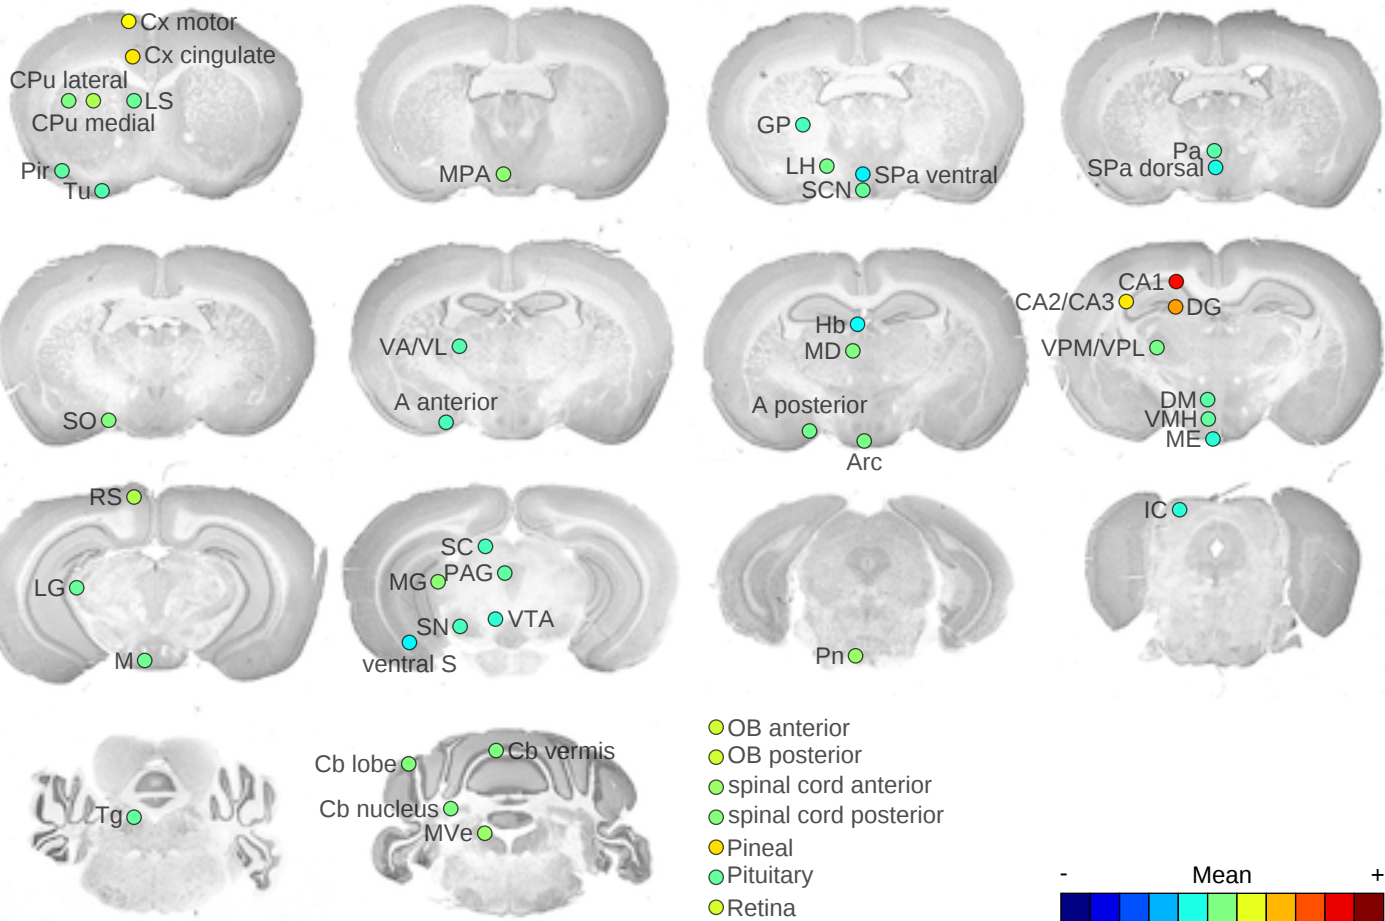 Cx motor
Cx cingulate
CPu lateral
LS
CPu medial
Pir
Tu
MPA
GP
LH
SPa ventral
SCN
Pa
SPa dorsal
SO
VA/VL
A anterior
Hb
MD
A posterior
Arc
CA1
CA2/CA3
DG
VPM/VPL
DM
VMH
ME
RS
LG
M
SC
MG
PAG
SN
VTA
ventral S
Pn
IC
Tg
Cb lobe
Cb vermis
Cb nucleus
MVe
OB anterior
OB posterior
spinal cord anterior
spinal cord posterior
Pineal
Pituitary
Retina
- Mean +